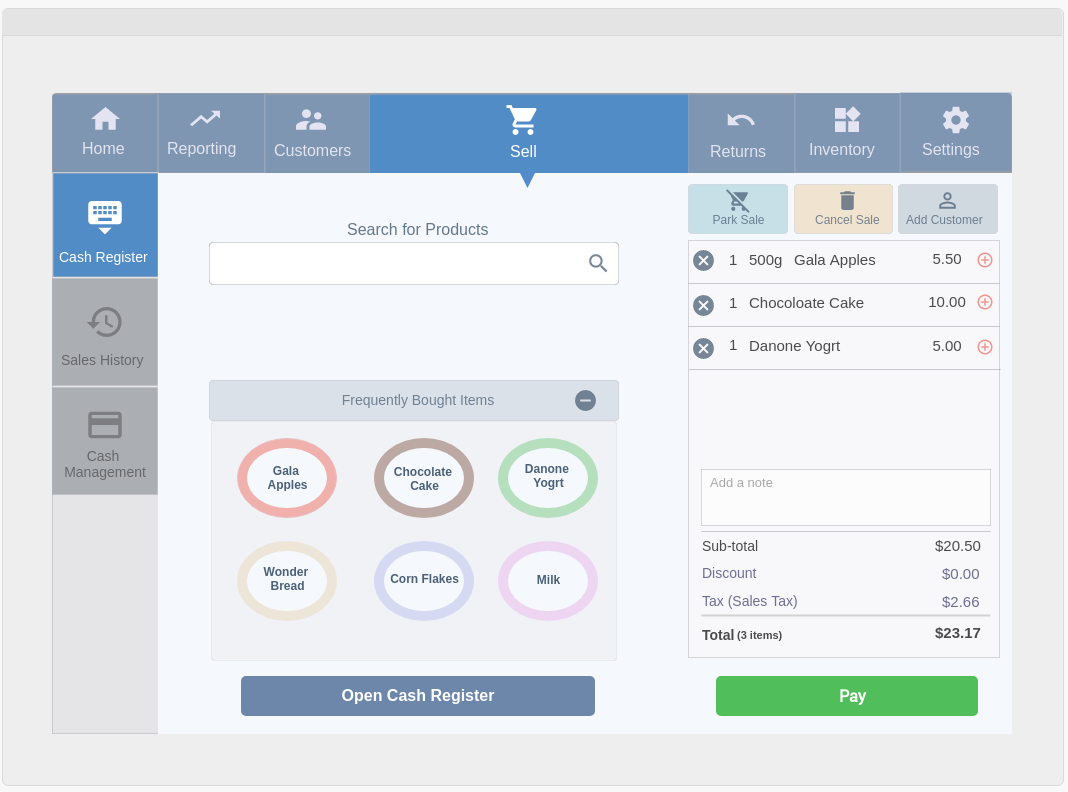 Home
Reporting
Customers
Sell
Returns
Inventory
Settings
Cash Register
Sales History
Cash
Management
Search for Products
Frequently Bought Items
Gala
Apples
Chocolate
Cake
Danone
Yogrt
Wonder
Bread
Corn Flakes
Milk
Open Cash Register
Park Sale
Cancel Sale
Add Customer
1 500g Gala Apples 5.50
1 Chocoloate Cake 10.00
1 Danone Yogrt 5.00
Add a note
Sub-total $20.50
Discount $0.00
Tax (Sales Tax) $2.66
Total (3 items) $23.17
Pay